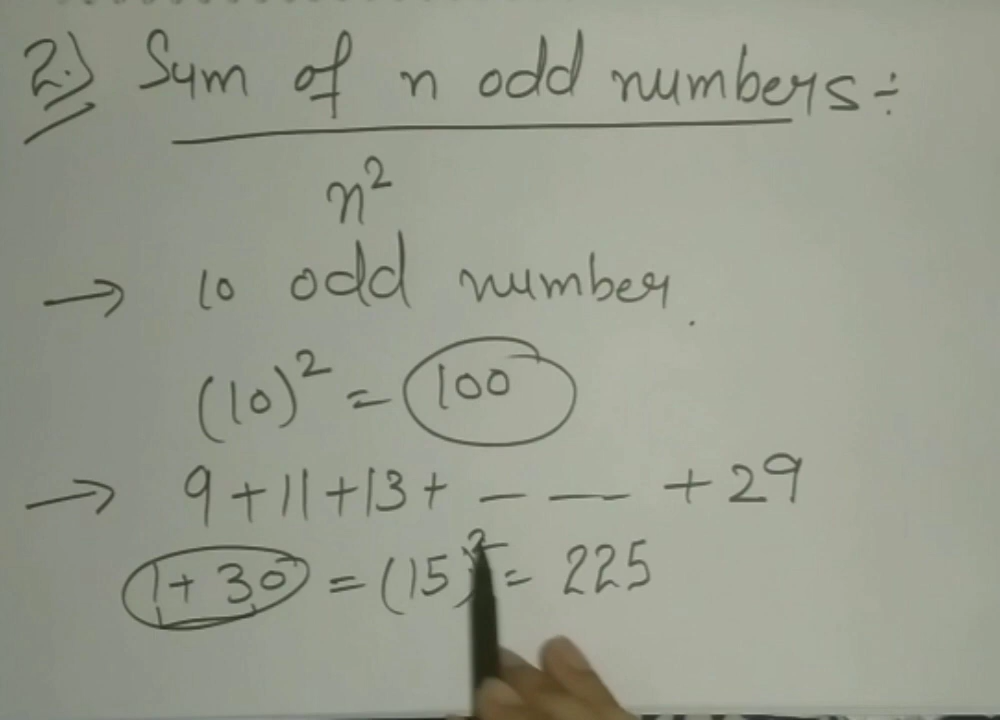 2.) Sum of n odd numbers ÷
n²
→ 10 odd number.
(10)² = 100
→ 9 + 11 + 13 + — — + 29
1 + 30 = (15)² = 225